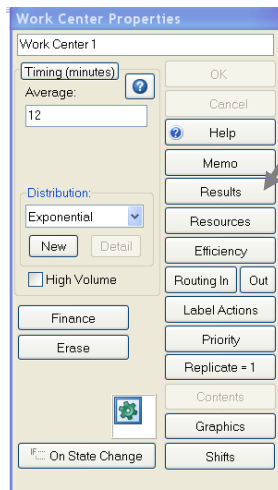 Work Center Properties
Work Center 1
Timing (minutes)
Average:
12
Distribution:
Exponential
New Detail
High Volume
Finance
Erase
IF On State Change
OK
Cancel
Help
Memo
Results
Resources
Efficiency
Routing In Out
Label Actions
Priority
Replicate = 1
Contents
Graphics
Shifts